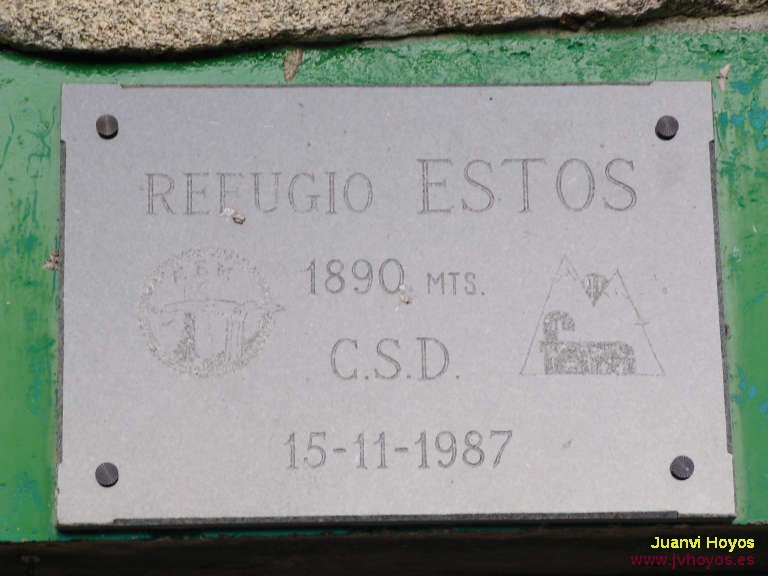 REFUGIO ESTOS
1890 MTS.
C.S.D.
15-11-1987
Juanvi Hoyos
www.jvhoyos.es